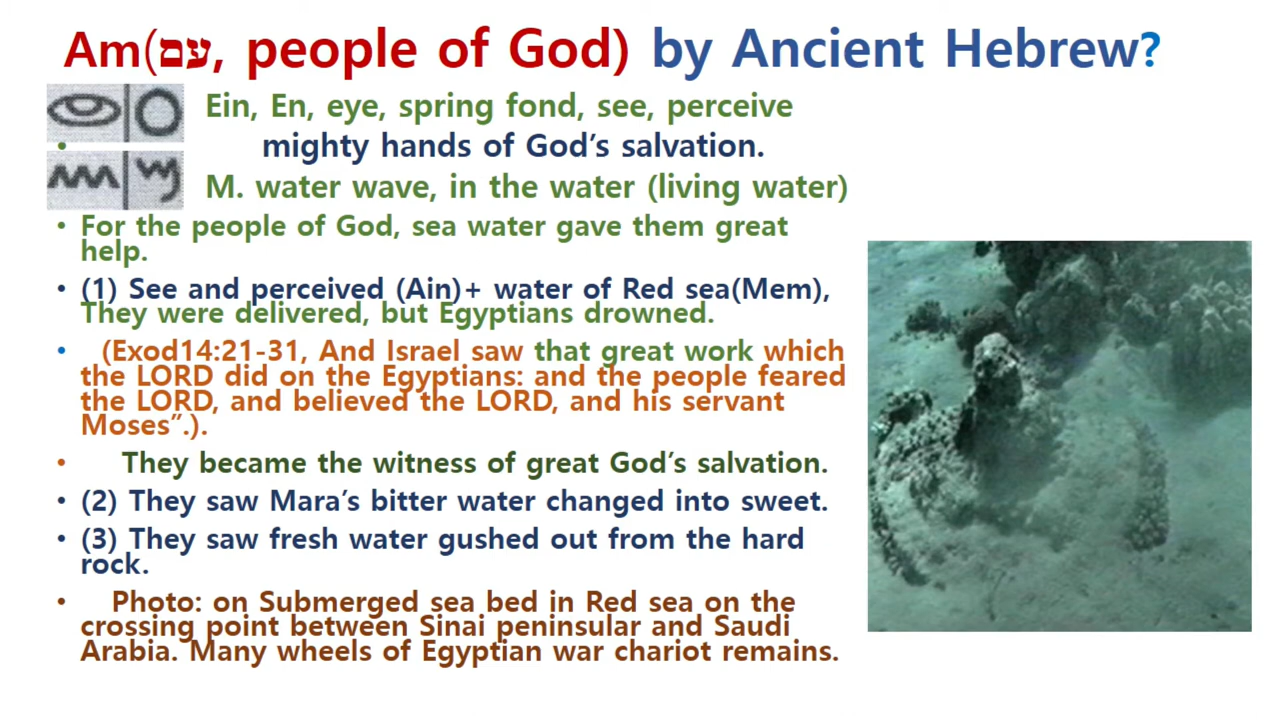 Am(עם, people of God) by Ancient Hebrew?
Ein, En, eye, spring fond, see, perceive
• mighty hands of God's salvation.
M. water wave, in the water (living water)
• For the people of God, sea water gave them great
help.
• (1) See and perceived (Ain)+ water of Red sea(Mem),
They were delivered, but Egyptians drowned.
• (Exod14:21-31, And Israel saw that great work which
the LORD did on the Egyptians: and the people feared
the LORD, and believed the LORD, and his servant
Moses”.).
• They became the witness of great God's salvation.
• (2) They saw Mara's bitter water changed into sweet.
• (3) They saw fresh water gushed out from the hard
rock.
• Photo: on Submerged sea bed in Red sea on the
crossing point between Sinai peninsular and Saudi
Arabia. Many wheels of Egyptian war chariot remains.